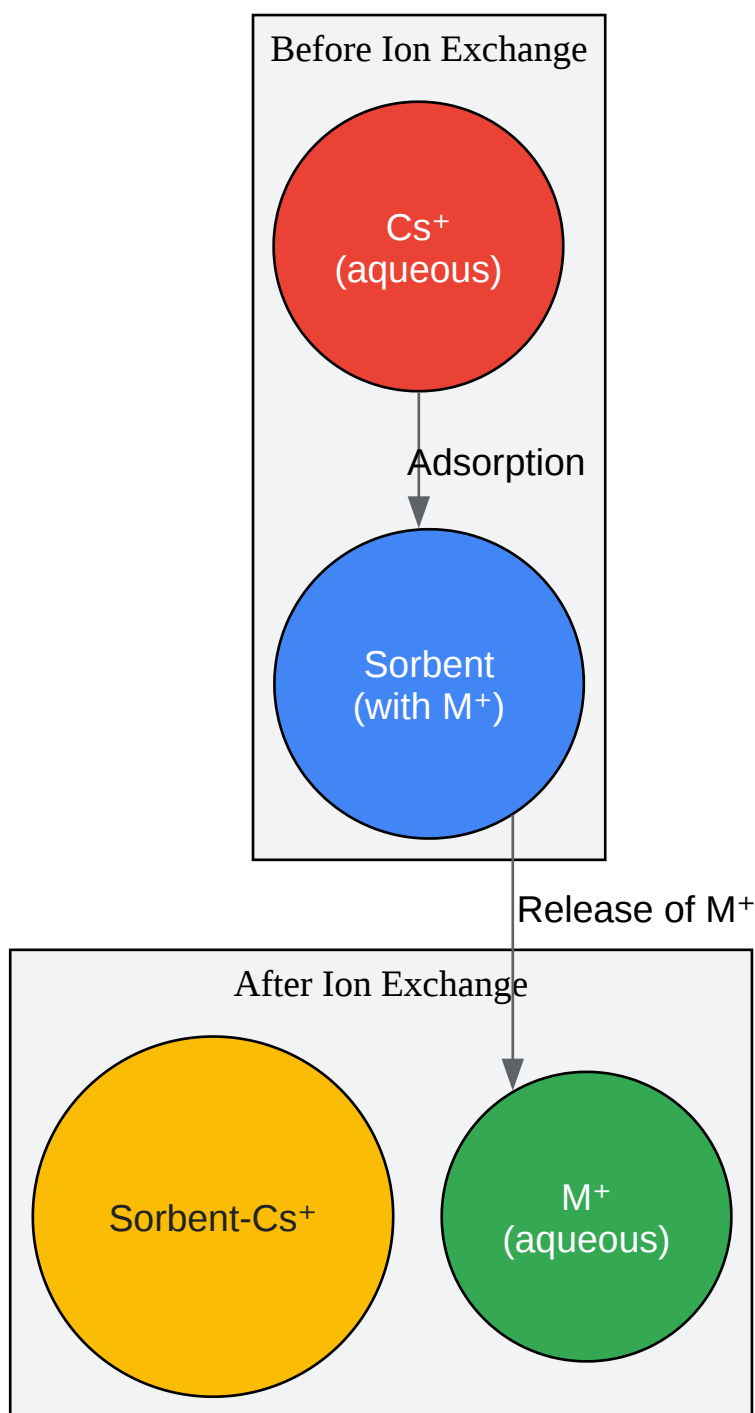 Before Ion Exchange
Cs⁺
(aqueous)
Adsorption
Sorbent
(with M⁺)
Release of M⁺
After Ion Exchange
Sorbent-Cs⁺
M⁺
(aqueous)